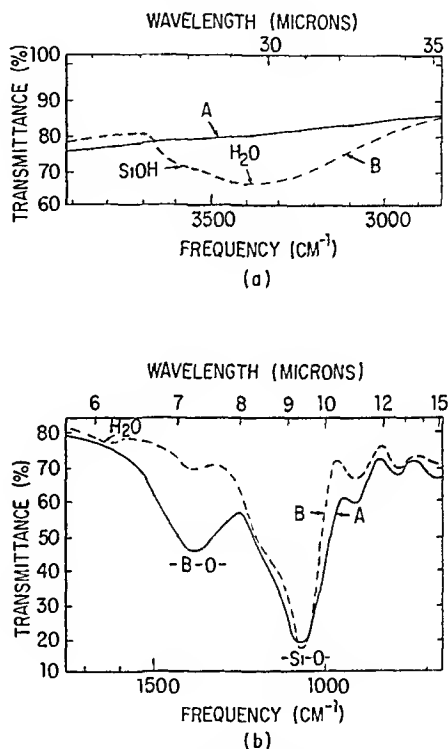 WAVELENGTH (MICRONS)
30 35
TRANSMITTANCE (%)
100
90
80
70
60
A
SiOH
H2O
B
3500 3000
FREQUENCY (CM-1)
(a)
WAVELENGTH (MICRONS)
6 7 8 9 10 12 15
TRANSMITTANCE (%)
80
70
60
50
40
30
20
10
H2O
-B-O-
B
A
-Si-O-
1500 1000
FREQUENCY (CM-1)
(b)